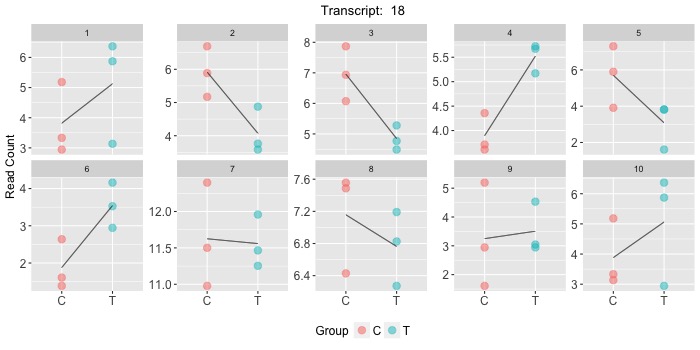 Transcript: 18
Read Count
1 2 3 4 5
6 5 4 3
6 5 4
8 7 6 5
5.5 5.0 4.5 4.0
6 4 2
6 7 8 9 10
4 3 2
12.0 11.5 11.0
7.6 7.2 6.8 6.4
5 4 3 2
6 5 4 3
C T C T C T C T C T
Group C T